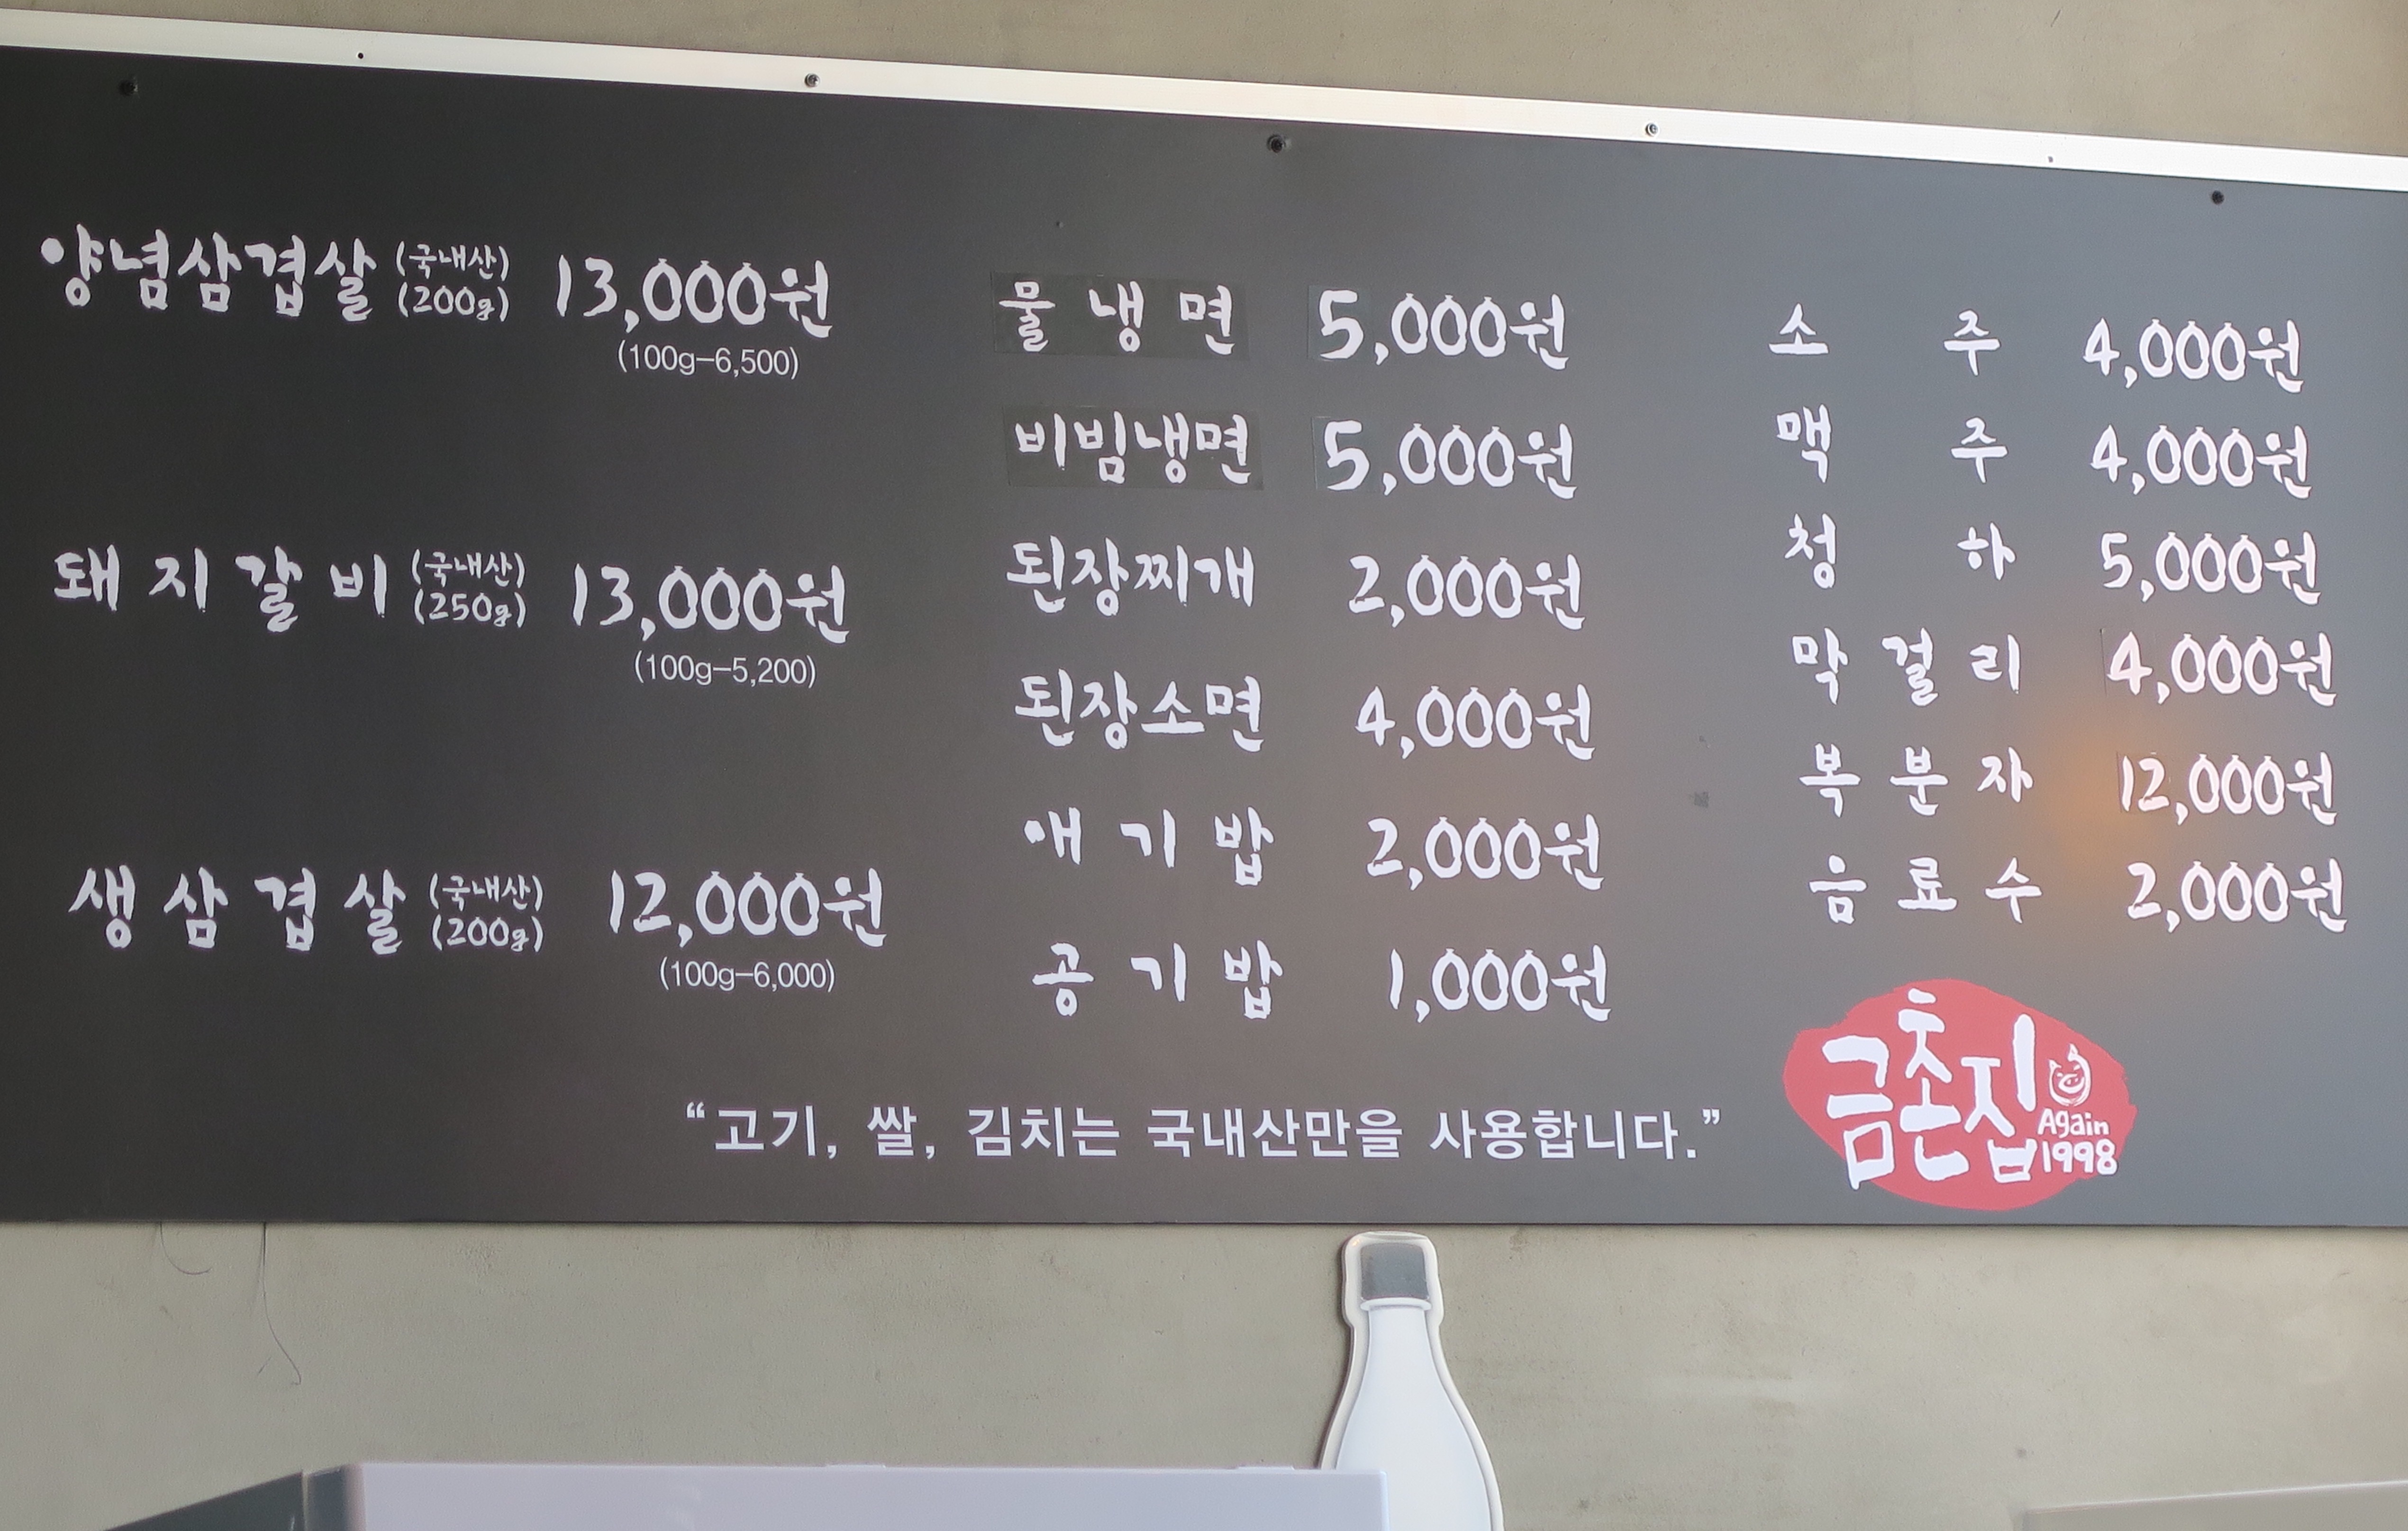 양념삼겹살 (국내산) (200g) 13,000원
(100g-6,500)
돼지갈비 (국내산) (250g) 13,000원
(100g-5,200)
생삼겹살 (국내산) (200g) 12,000원
(100g-6,000)
물냉면 5,000원
비빔냉면 5,000원
된장찌개 2,000원
된장소면 4,000원
애기밥 2,000원
공기밥 1,000원
소주 4,000원
맥주 4,000원
청하 5,000원
막걸리 4,000원
복분자 12,000원
음료수 2,000원
“고기, 쌀, 김치는 국내산만을 사용합니다.”
금촌집
Again
1998